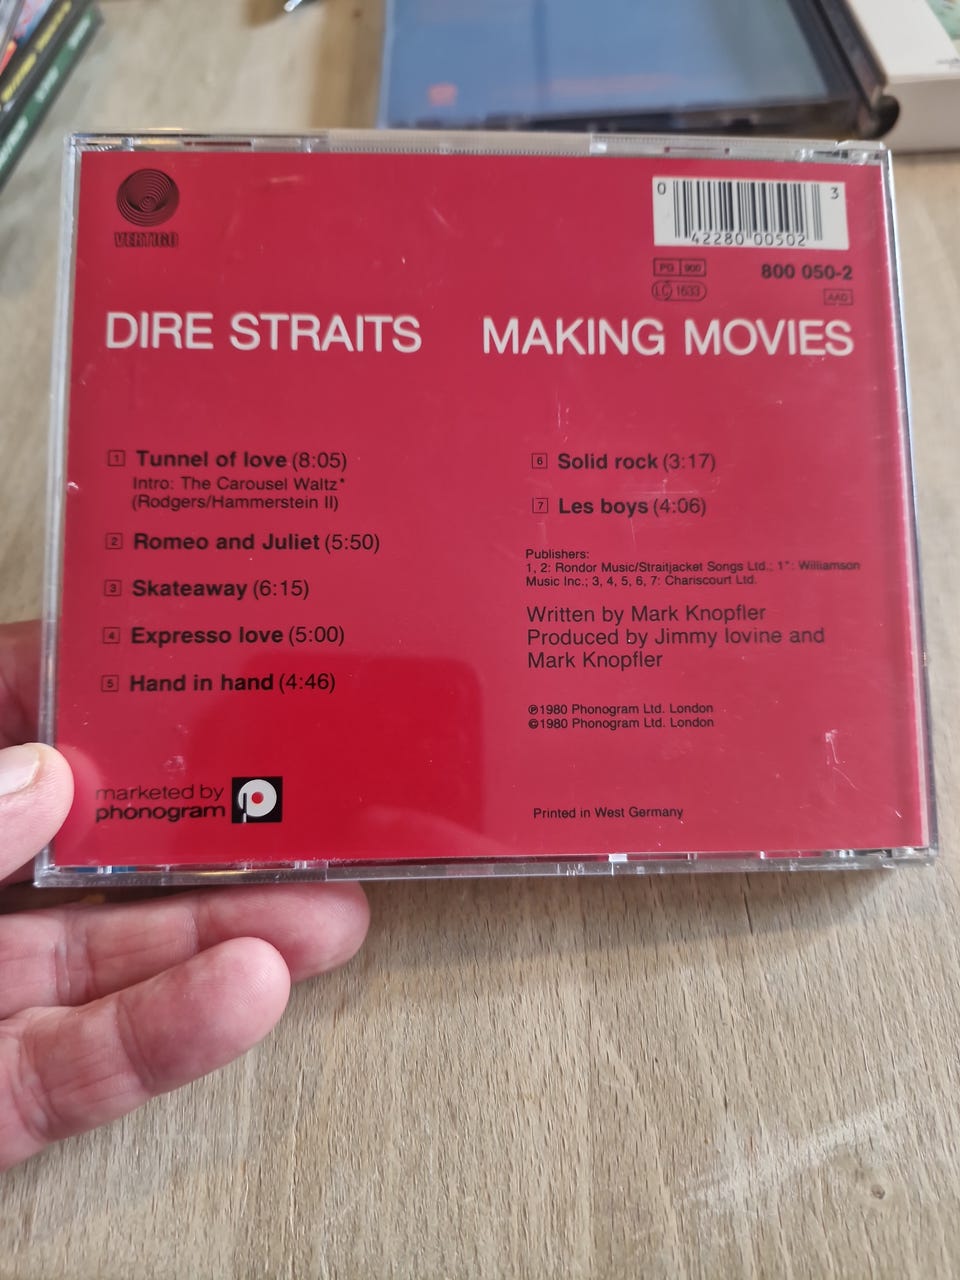 VERTIGO
0 42280 00502 3
PG 900
LC 1633
800 050-2
AAD
DIRE STRAITS
MAKING MOVIES
1 Tunnel of love (8:05)
Intro: The Carousel Waltz*
(Rodgers/Hammerstein II)
2 Romeo and Juliet (5:50)
3 Skateaway (6:15)
4 Expresso love (5:00)
5 Hand in hand (4:46)
6 Solid rock (3:17)
7 Les boys (4:06)
Publishers:
1, 2: Rondor Music/Straitjacket Songs Ltd.; 1*: Williamson
Music Inc.; 3, 4, 5, 6, 7: Chariscourt Ltd.
Written by Mark Knopfler
Produced by Jimmy Iovine and
Mark Knopfler
℗1980 Phonogram Ltd. London
©1980 Phonogram Ltd. London
marketed by
phonogram
Printed in West Germany